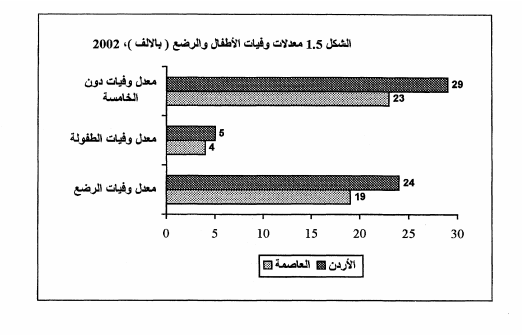 الشكل 1.5 معدلات وفيات الأطفال والرضع ( بالالف )، 2002
معدل وفيات دون
الخامسة
29
23
معدل وفيات الطفولة
5
4
معدل وفيات الرضع
24
19
0 5 10 15 20 25 30
الأردن العاصمة